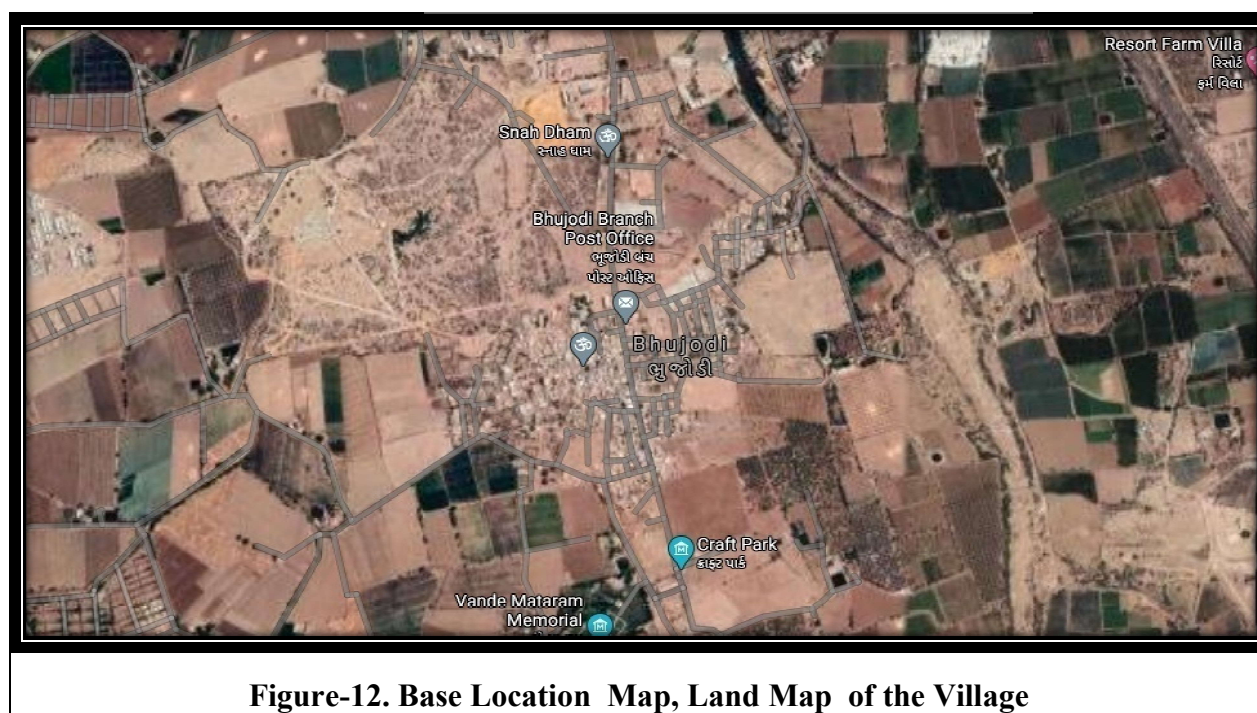 Resort Farm Villa
રિસોર્ટ
ફર્મ વિલા
Snah Dham
સ્નાહ ધામ
Bhujodi Branch
Post Office
ભૂજોડી બ્રાંચ
પોસ્ટ ઓફિસ
Bhujodi
ભુજોડી
Craft Park
ક્રાફ્ટ પાર્ક
Vande Mataram
Memorial
Figure-12. Base Location Map, Land Map of the Village